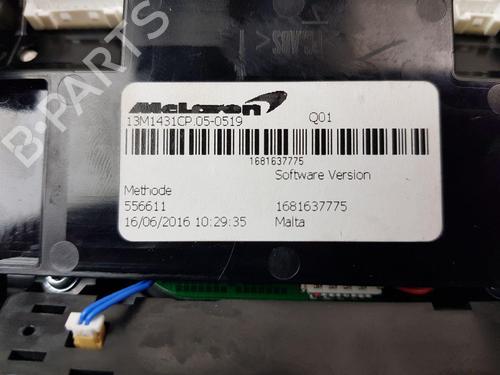 B-PARTS
>ABS<
McLaren
13M1431CP.05-0519 Q01
1681637775
Software Version
Methode
556611 1681637775
16/06/2016 10:29:35 Malta